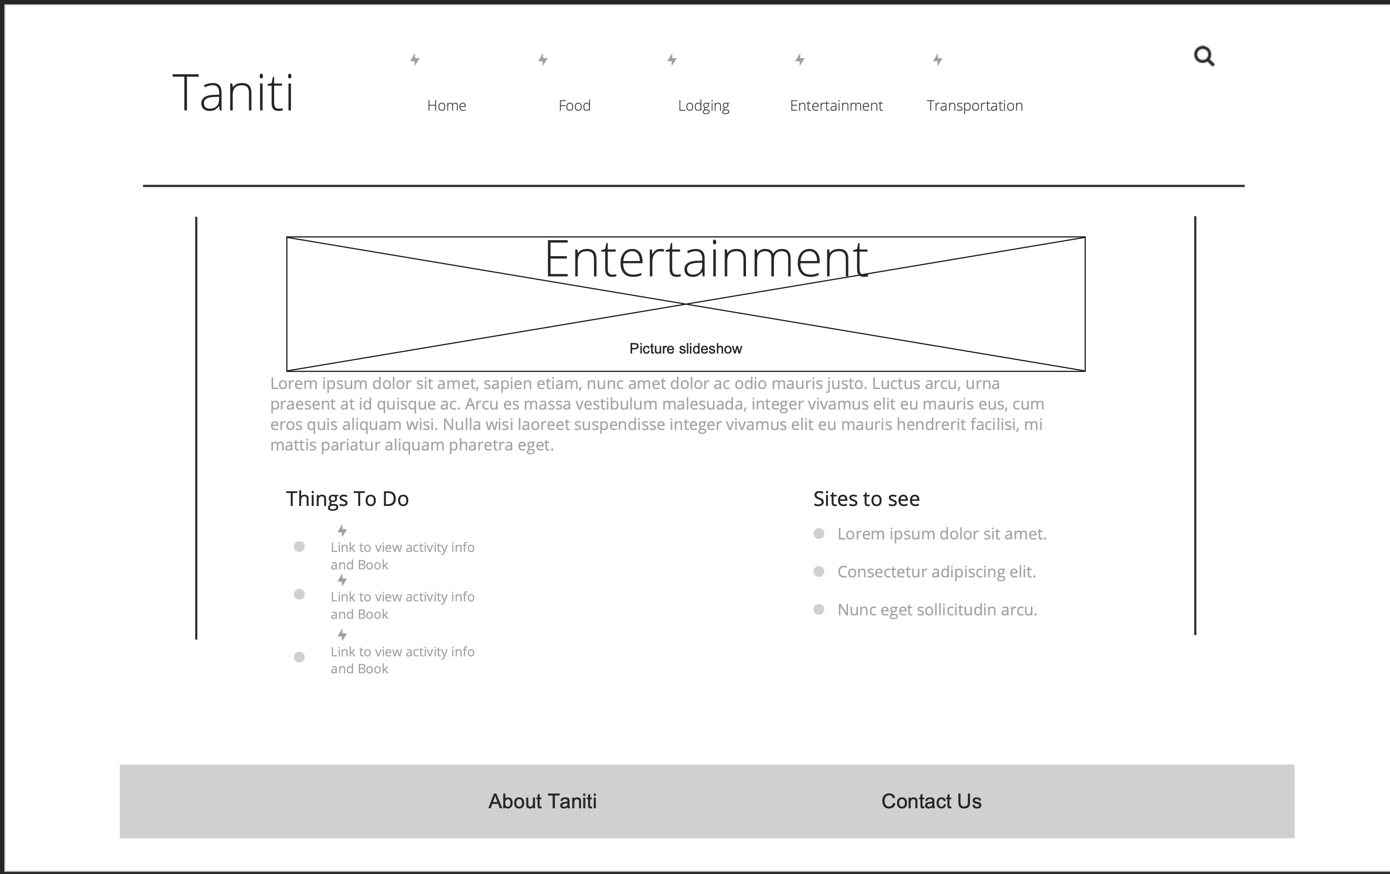 Taniti
Home
Food
Lodging
Entertainment
Transportation
Entertainment
Picture slideshow
Lorem ipsum dolor sit amet, sapien etiam, nunc amet dolor ac odio mauris justo. Luctus arcu, urna
praesent at id quisque ac. Arcu es massa vestibulum malesuada, integer vivamus elit eu mauris eus, cum
eros quis aliquam wisi. Nulla wisi laoreet suspendisse integer vivamus elit eu mauris hendrerit facilisi, mi
mattis pariatur aliquam pharetra eget.
Things To Do
Link to view activity info
and Book
Link to view activity info
and Book
Link to view activity info
and Book
Sites to see
Lorem ipsum dolor sit amet.
Consectetur adipiscing elit.
Nunc eget sollicitudin arcu.
About Taniti
Contact Us